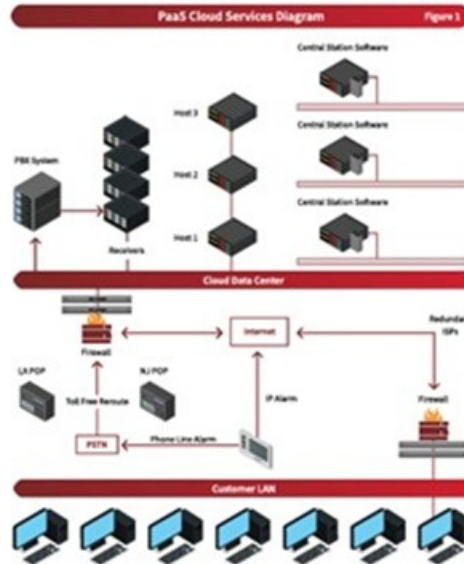 PaaS Cloud Services Diagram
Figure 1
Central Station Software
Host 3
Central Station Software
PBX System
Host 2
Central Station Software
Receivers
Host 1
Cloud Data Center
Internet
Redundan
ISPs
Firewall
LA POP
NJ POP
Toll Free Reroute
IP Alarm
Firewall
PSTN
Phone Line Alarm
Customer LAN